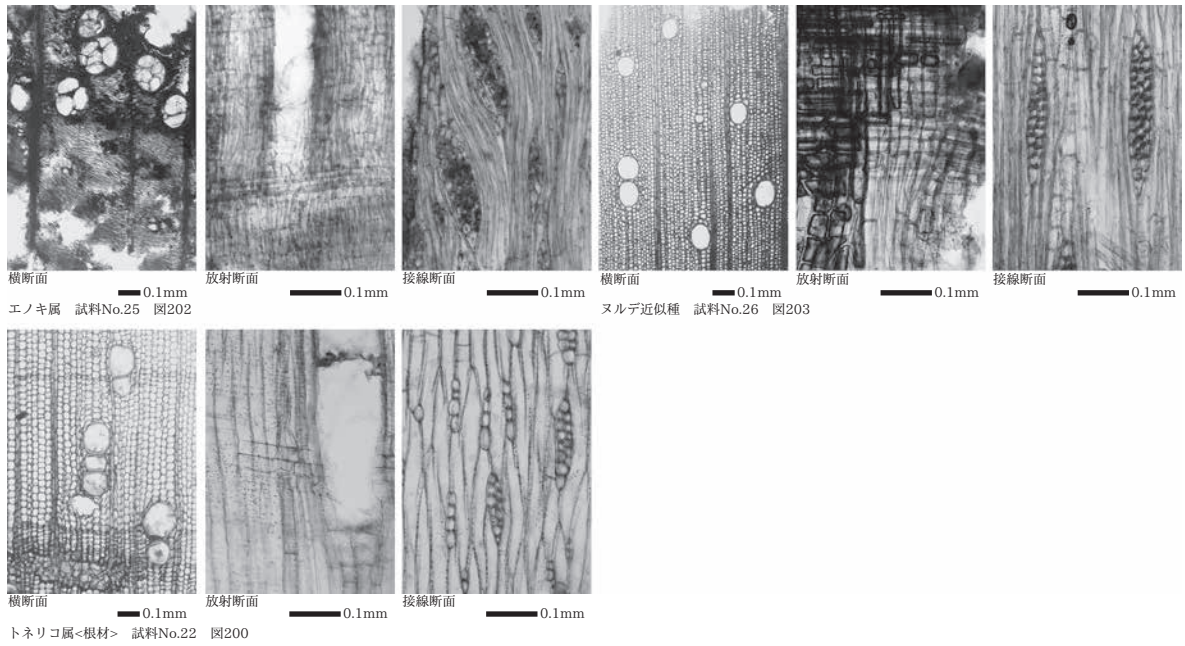 横断面
0.1mm
放射断面
0.1mm
接線断面
0.1mm
エノキ属 試料No.25 図202
横断面
0.1mm
放射断面
0.1mm
接線断面
0.1mm
ヌルデ近似種 試料No.26 図203
横断面
0.1mm
放射断面
0.1mm
接線断面
0.1mm
トネリコ属<根材> 試料No.22 図200